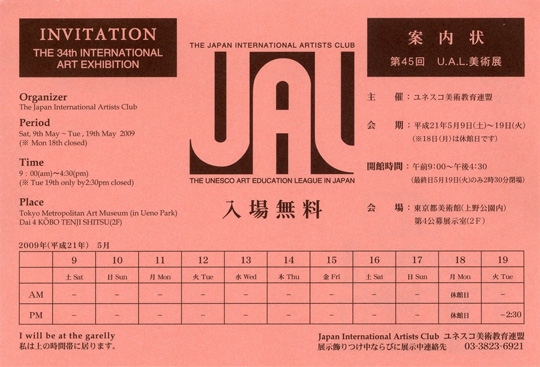 INVITATION
THE 34th INTERNATIONAL
ART EXHIBITION
Organizer
The Japan International Artists Club
Period
Sat, 9th May ~ Tue , 19th May 2009
(※ Mon 18th closed)
Time
9 : 00(am)~4:30(pm)
(※ Tue 19th only by2:30pm closed)
Place
Tokyo Metropolitan Art Museum (in Ueno Park)
Dai 4 KŌBO TENJI SHITSU(2F)
THE JAPAN INTERNATIONAL ARTISTS CLUB
UAL
THE UNESCO ART EDUCATION LEAGUE IN JAPAN
入場無料
案内状
第45回 U.A.L.美術展
主 催：ユネスコ美術教育連盟
会 期：平成21年5月9日(土)～19日(火)
(※18日(月)は休館日です)
開館時間：午前9:00～午後4:30
(最終日5月19日(火)のみ2時30分閉場)
会 場：東京都美術館(上野公園内)
第4公募展示室(2F)
2009年(平成21年) 5月
9 10 11 12 13 14 15 16 17 18 19
土 Sat 日 Sun 月 Mon 火 Tue 水 Wed 木 Thu 金 Fri 土 Sat 日 Sun 月 Mon 火 Tue
AM ~ ~ ~ ~ ~ ~ ~ ~ ~ 休館日 ~
PM ~ ~ ~ ~ ~ ~ ~ ~ ~ 休館日 ~2:30
I will be at the garelly
私は上の時間帯に居ります。
Japan International Artists Club ユネスコ美術教育連盟
展示飾りつけ中ならびに展示中連絡先 03-3823-6921